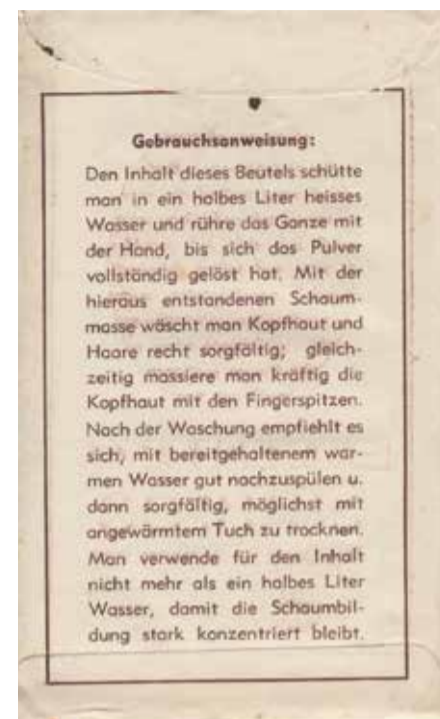 Gebrauchsanweisung:
Den Inhalt dieses Beutels schütte
man in ein halbes Liter heisses
Wasser und rühre das Ganze mit
der Hand, bis sich das Pulver
vollständig gelöst hat. Mit der
hieraus entstandenen Schaum-
masse wäscht man Kopfhaut und
Haare recht sorgfältig; gleich-
zeitig massiere man kräftig die
Kopfhaut mit den Fingerspitzen.
Nach der Waschung empfiehlt es
sich, mit bereitgehaltenem war-
men Wasser gut nachzuspülen u.
dann sorgfältig, möglichst mit
angewärmtem Tuch zu trocknen.
Man verwende für den Inhalt
nicht mehr als ein halbes Liter
Wasser, damit die Schaumbil-
dung stark konzentriert bleibt.